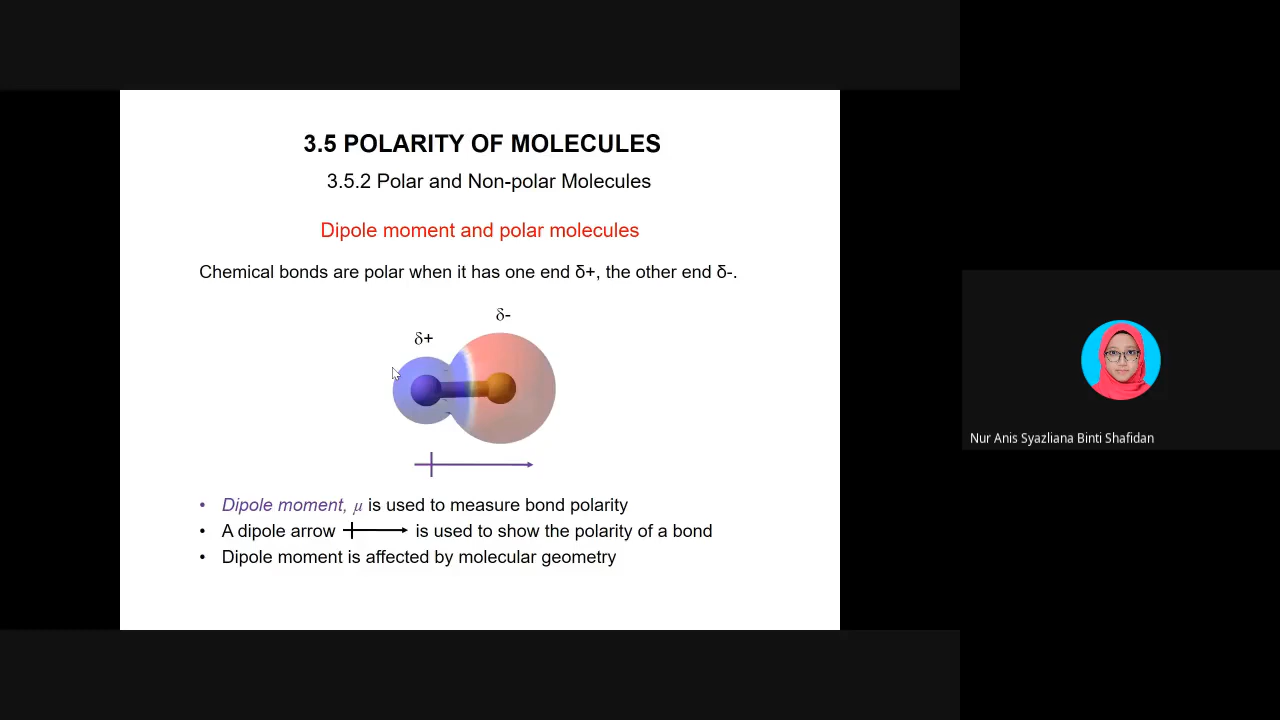 3.5 POLARITY OF MOLECULES
3.5.2 Polar and Non-polar Molecules
Dipole moment and polar molecules
Chemical bonds are polar when it has one end δ+, the other end δ-.
δ-
δ+
• Dipole moment, μ is used to measure bond polarity
• A dipole arrow is used to show the polarity of a bond
• Dipole moment is affected by molecular geometry
Nur Anis Syazliana Binti Shafidan